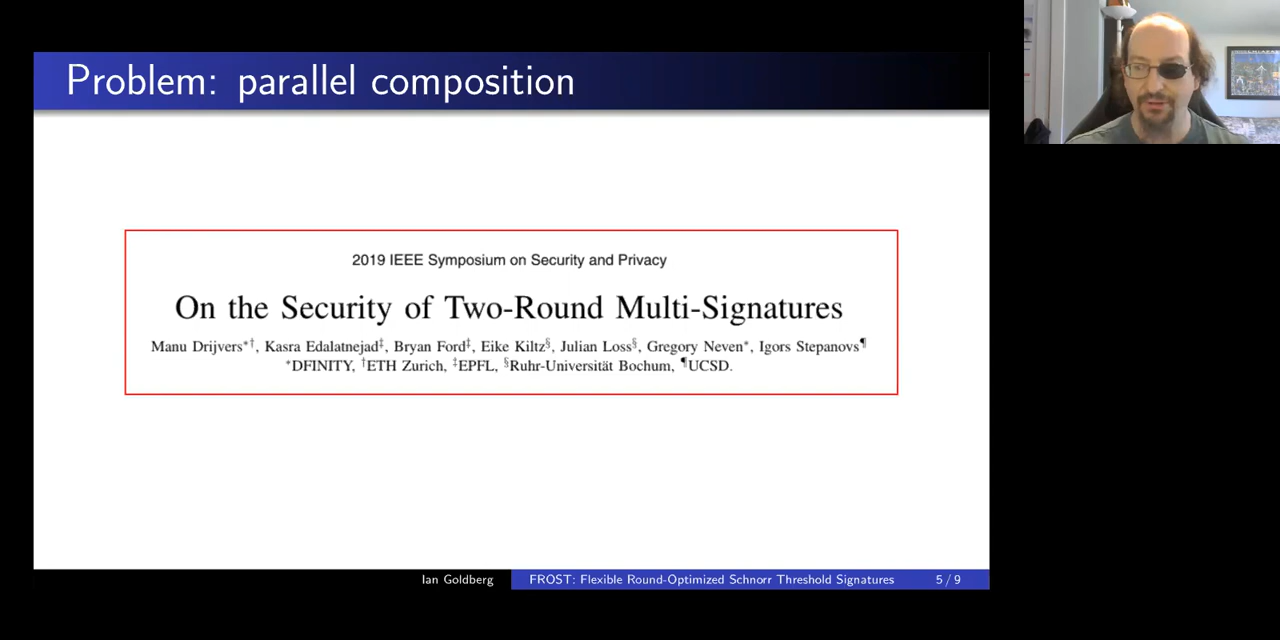 Problem: parallel composition
2019 IEEE Symposium on Security and Privacy
On the Security of Two-Round Multi-Signatures
Manu Drijvers*†, Kasra Edalatnejad‡, Bryan Ford‡, Eike Kiltz§, Julian Loss§, Gregory Neven*, Igors Stepanovs¶
*DFINITY, †ETH Zurich, ‡EPFL, §Ruhr-Universität Bochum, ¶UCSD.
Ian Goldberg
FROST: Flexible Round-Optimized Schnorr Threshold Signatures
5 / 9